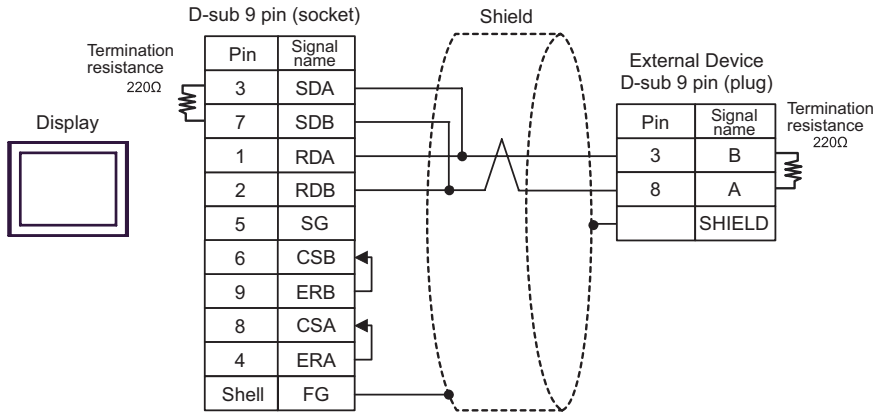 D-sub 9 pin (socket)
Shield
Termination
resistance
220Ω
Pin Signal
name
3 SDA
7 SDB
1 RDA
2 RDB
5 SG
6 CSB
9 ERB
8 CSA
4 ERA
Shell FG
Display
External Device
D-sub 9 pin (plug)
Pin Signal
name
3 B
8 A
SHIELD
Termination
resistance
220Ω